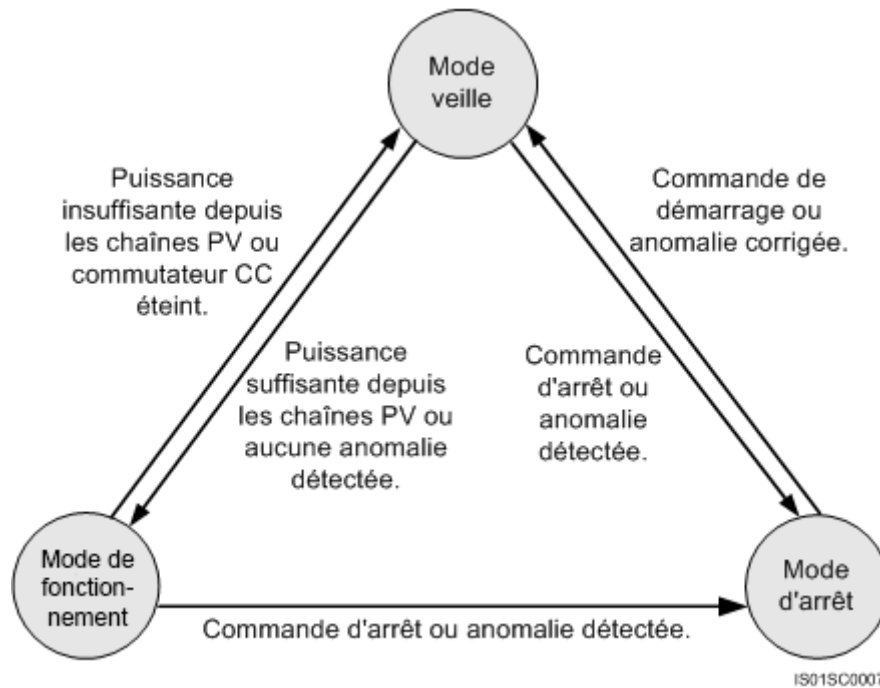 Mode
veille
Puissance
insuffisante depuis
les chaînes PV ou
commutateur CC
éteint.
Commande de
démarrage ou
anomalie corrigée.
Puissance
suffisante depuis
les chaînes PV ou
aucune anomalie
détectée.
Commande
d'arrêt ou
anomalie
détectée.
Mode de
fonction-
nement
Mode
d'arrêt
Commande d'arrêt ou anomalie détectée.
IS01SC0007